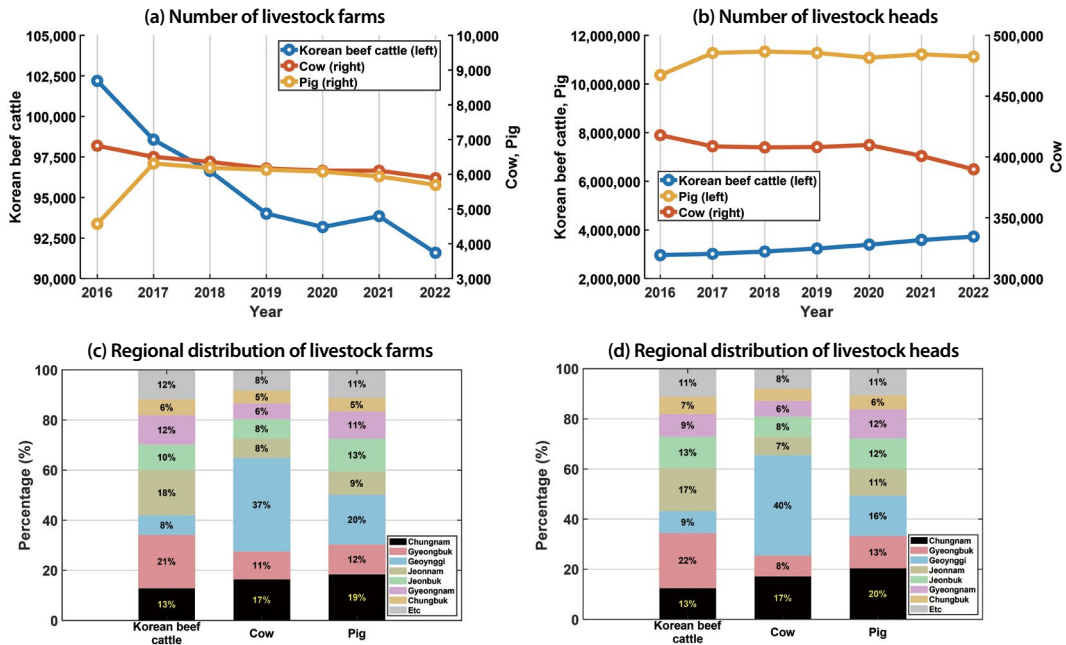 (a) Number of livestock farms
105,000
102,500
100,000
97,500
95,000
92,500
90,000
Korean beef cattle
10,000
9,000
8,000
7,000
6,000
5,000
4,000
3,000
Cow, Pig
Korean beef cattle (left)
Cow (right)
Pig (right)
2016 2017 2018 2019 2020 2021 2022
Year
(b) Number of livestock heads
12,000,000
10,000,000
8,000,000
6,000,000
4,000,000
2,000,000
Korean beef cattle, Pig
500,000
450,000
400,000
350,000
300,000
Cow
Korean beef cattle (left)
Pig (left)
Cow (right)
2016 2017 2018 2019 2020 2021 2022
Year
(c) Regional distribution of livestock farms
100
80
60
40
20
0
Percentage (%)
12%
6%
12%
10%
18%
8%
21%
13%
8%
5%
6%
8%
8%
37%
11%
17%
11%
5%
11%
13%
9%
20%
12%
19%
Chungnam
Gyeongbuk
Geoynggi
Jeonnam
Jeonbuk
Gyeongnam
Chungbuk
Etc
Korean beef
cattle
Cow
Pig
(d) Regional distribution of livestock heads
100
80
60
40
20
0
Percentage (%)
11%
7%
9%
13%
17%
9%
22%
13%
8%
6%
8%
7%
40%
8%
17%
11%
6%
12%
12%
11%
16%
13%
20%
Chungnam
Gyeongbuk
Geoynggi
Jeonnam
Jeonbuk
Gyeongnam
Chungbuk
Etc
Korean beef
cattle
Cow
Pig